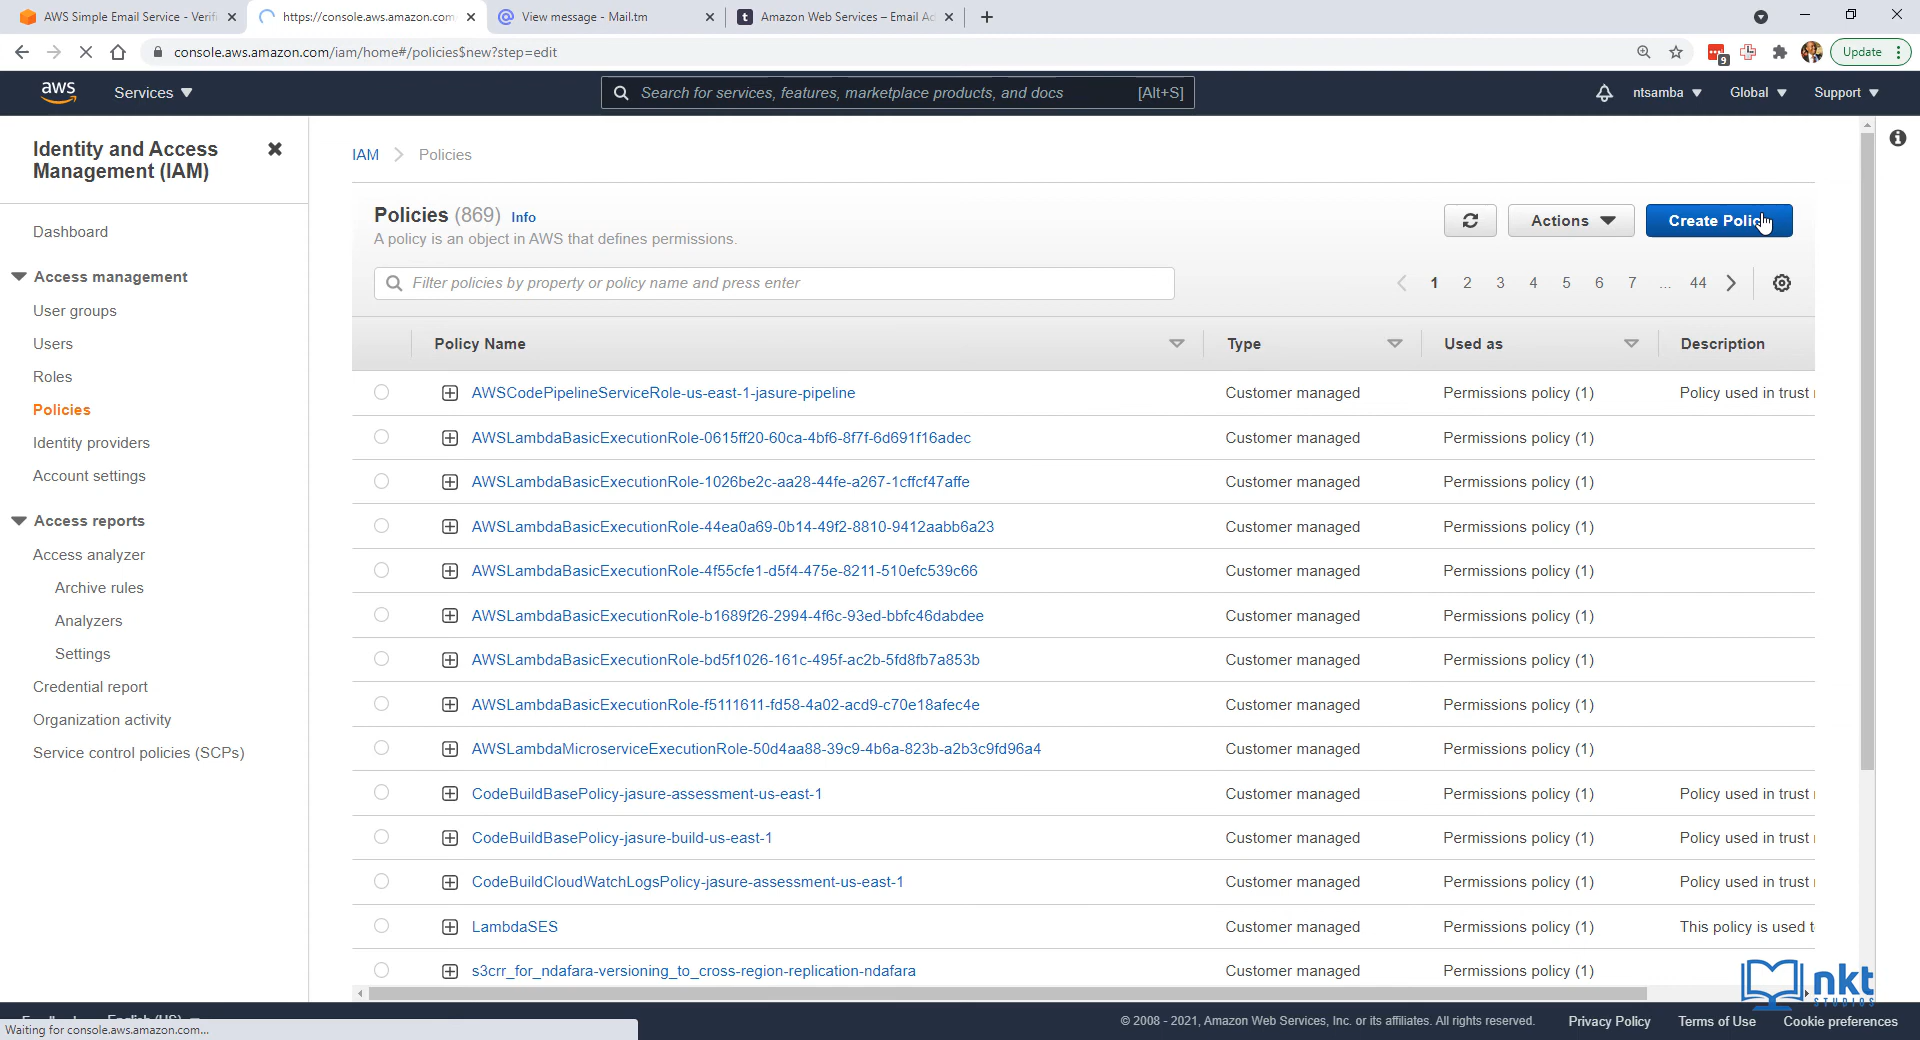 AWS Simple Email Service - Verifi
https://console.aws.amazon.com
View message - Mail.tm
Amazon Web Services – Email Ad
console.aws.amazon.com/iam/home#/policies$new?step=edit
9
Update
aws
Services
Search for services, features, marketplace products, and docs
[Alt+S]
ntsamba
Global
Support
Identity and Access
Management (IAM)
Dashboard
Access management
User groups
Users
Roles
Policies
Identity providers
Account settings
Access reports
Access analyzer
Archive rules
Analyzers
Settings
Credential report
Organization activity
Service control policies (SCPs)
IAM
Policies
Policies (869) Info
A policy is an object in AWS that defines permissions.
Actions
Create Policy
Filter policies by property or policy name and press enter
1 2 3 4 5 6 7 ... 44
Policy Name Type Used as Description
AWSCodePipelineServiceRole-us-east-1-jasure-pipeline Customer managed Permissions policy (1) Policy used in trust
AWSLambdaBasicExecutionRole-0615ff20-60ca-4bf6-8f7f-6d691f16adec Customer managed Permissions policy (1)
AWSLambdaBasicExecutionRole-1026be2c-aa28-44fe-a267-1cffcf47affe Customer managed Permissions policy (1)
AWSLambdaBasicExecutionRole-44ea0a69-0b14-49f2-8810-9412aabb6a23 Customer managed Permissions policy (1)
AWSLambdaBasicExecutionRole-4f55cfe1-d5f4-475e-8211-510efc539c66 Customer managed Permissions policy (1)
AWSLambdaBasicExecutionRole-b1689f26-2994-4f6c-93ed-bbfc46dabdee Customer managed Permissions policy (1)
AWSLambdaBasicExecutionRole-bd5f1026-161c-495f-ac2b-5fd8fb7a853b Customer managed Permissions policy (1)
AWSLambdaBasicExecutionRole-f5111611-fd58-4a02-acd9-c70e18afec4e Customer managed Permissions policy (1)
AWSLambdaMicroserviceExecutionRole-50d4aa88-39c9-4b6a-823b-a2b3c9fd96a4 Customer managed Permissions policy (1)
CodeBuildBasePolicy-jasure-assessment-us-east-1 Customer managed Permissions policy (1) Policy used in trust
CodeBuildBasePolicy-jasure-build-us-east-1 Customer managed Permissions policy (1) Policy used in trust
CodeBuildCloudWatchLogsPolicy-jasure-assessment-us-east-1 Customer managed Permissions policy (1) Policy used in trust
LambdaSES Customer managed Permissions policy (1) This policy is used t
s3crr_for_ndafara-versioning_to_cross-region-replication-ndafara Customer managed Permissions policy (1)
nkt
STUDIOS
Waiting for console.aws.amazon.com...
© 2008 - 2021, Amazon Web Services, Inc. or its affiliates. All rights reserved. Privacy Policy Terms of Use Cookie preferences